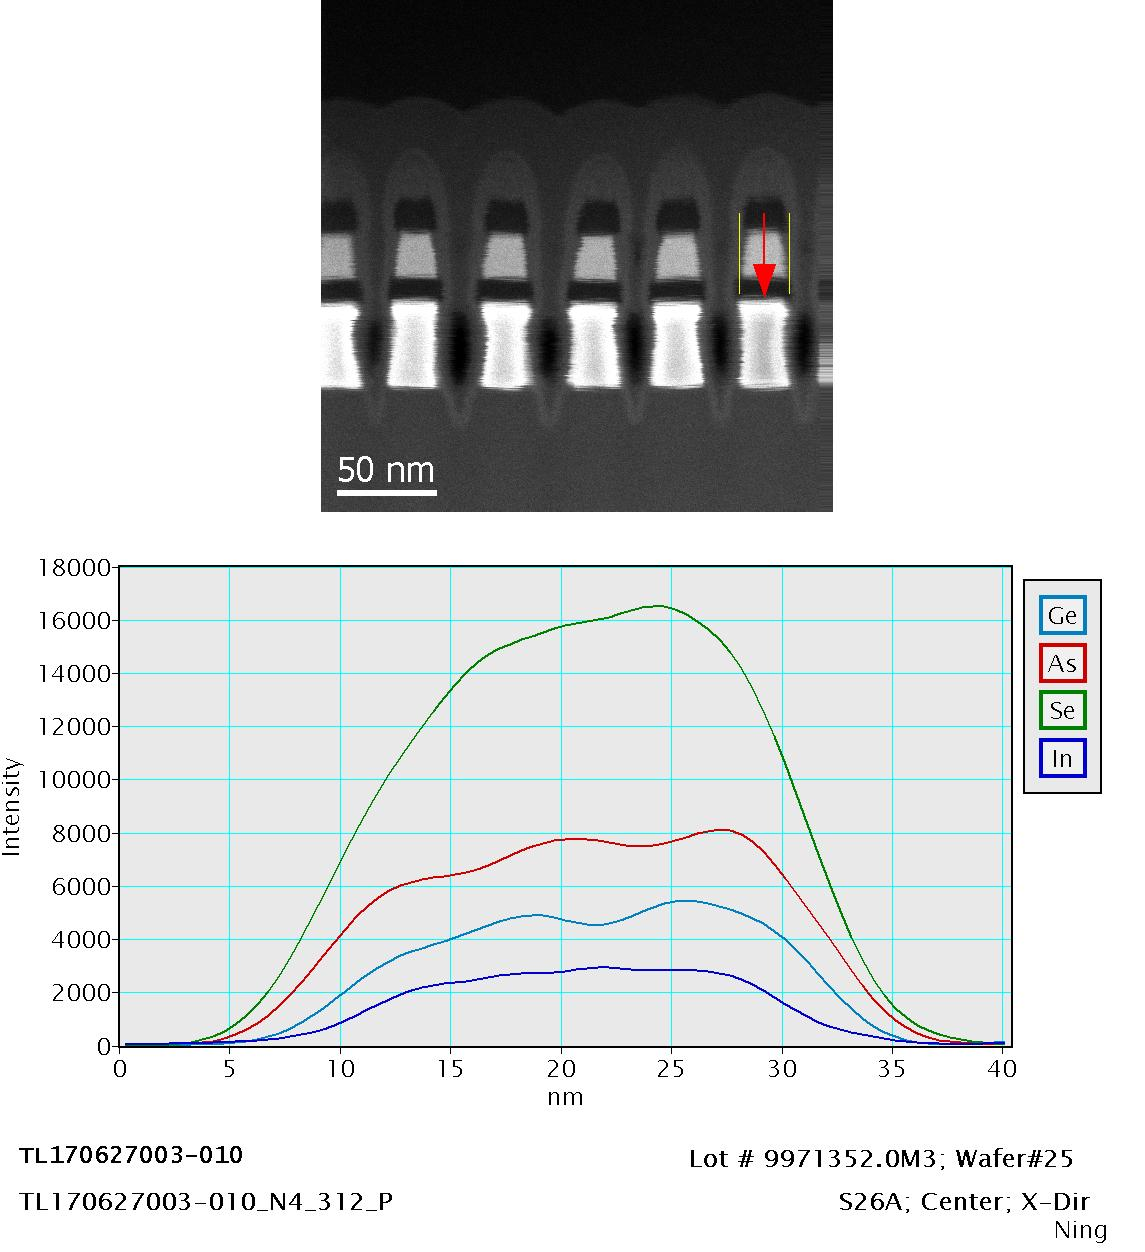 50 nm
18000
16000
14000
12000
10000
8000
6000
4000
2000
0
Intensity
0 5 10 15 20 25 30 35 40
nm
Ge
As
Se
In
TL170627003-010
Lot # 9971352.0M3; Wafer#25
TL170627003-010_N4_312_P
S26A; Center; X-Dir
Ning